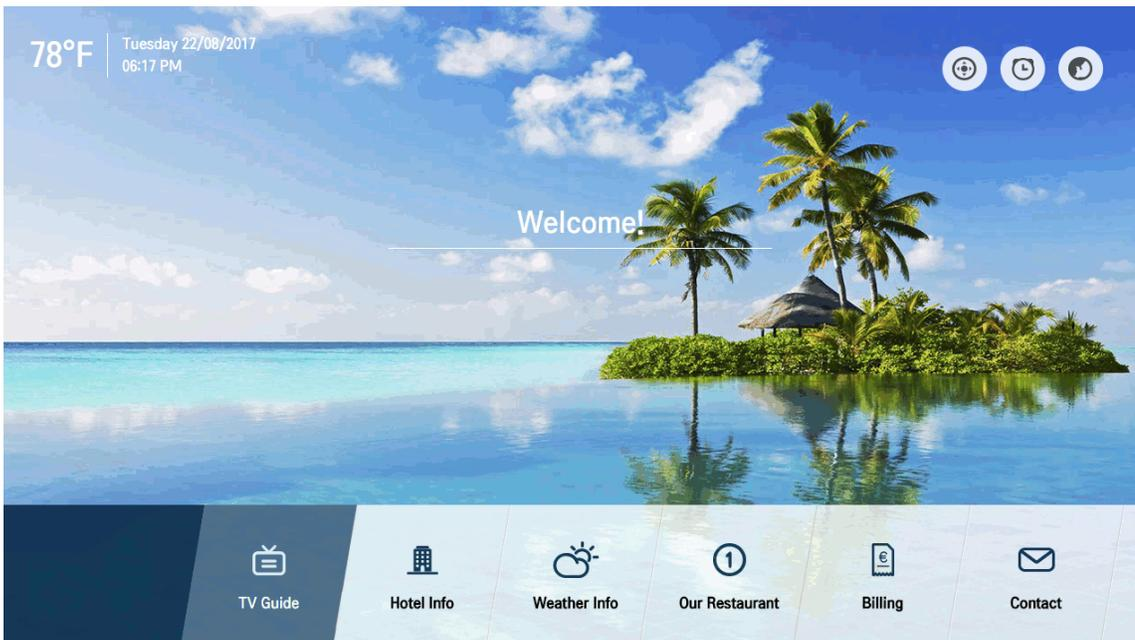 78°F
Tuesday 22/08/2017
06:17 PM
Welcome!
TV Guide
Hotel Info
Weather Info
1
Our Restaurant
€
Billing
Contact